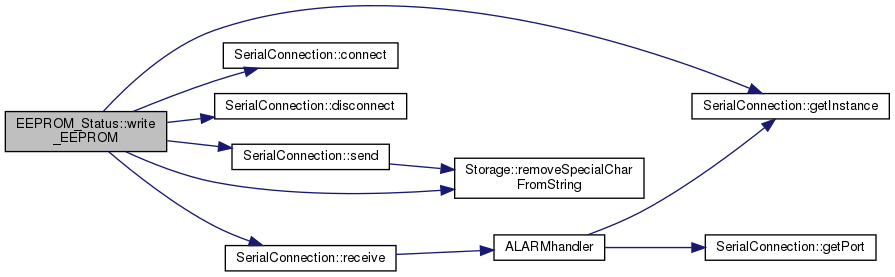 EEPROM_Status::write
_EEPROM
SerialConnection::connect
SerialConnection::disconnect
SerialConnection::send
SerialConnection::receive
Storage::removeSpecialChar
FromString
ALARMhandler
SerialConnection::getInstance
SerialConnection::getPort